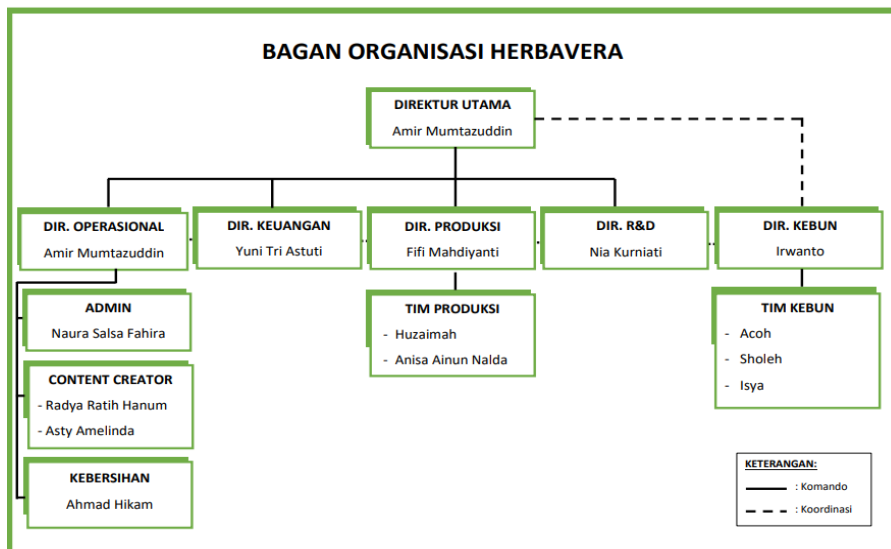 BAGAN ORGANISASI HERBAVERA
DIREKTUR UTAMA
Amir Mumtazuddin
DIR. OPERASIONAL
Amir Mumtazuddin
DIR. KEUANGAN
Yuni Tri Astuti
DIR. PRODUKSI
Fifi Mahdiyanti
DIR. R&D
Nia Kurniati
DIR. KEBUN
Irwanto
ADMIN
Naura Salsa Fahira
CONTENT CREATOR
- Radya Ratih Hanum
- Asty Amelinda
KEBERSIHAN
Ahmad Hikam
TIM PRODUKSI
- Huzaimah
- Anisa Ainun Nalda
TIM KEBUN
- Acoh
- Sholeh
- Isya
KETERANGAN:
: Komando
: Koordinasi